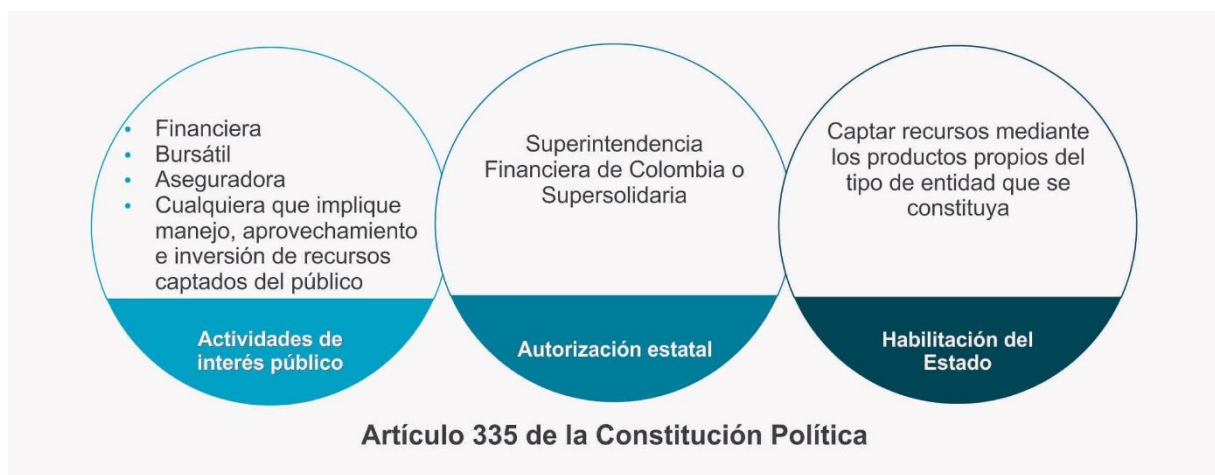 • Financiera
• Bursátil
• Aseguradora
• Cualquiera que implique
manejo, aprovechamiento
e inversión de recursos
captados del público
Actividades de
interés público
Superintendencia
Financiera de Colombia o
Supersolidaria
Autorización estatal
Captar recursos mediante
los productos propios del
tipo de entidad que se
constituya
Habilitación del
Estado
Artículo 335 de la Constitución Política